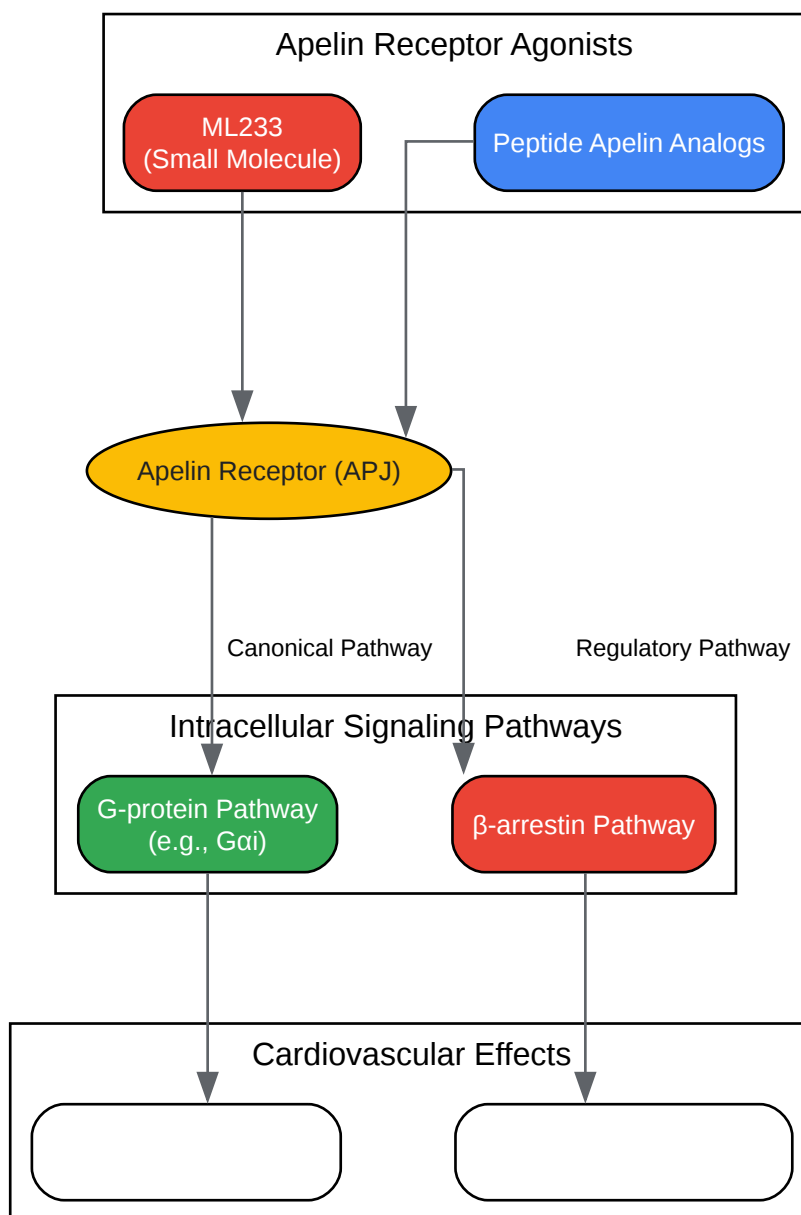 Apelin Receptor Agonists
ML233
(Small Molecule)
Peptide Apelin Analogs
Apelin Receptor (APJ)
Canonical Pathway
Regulatory Pathway
Intracellular Signaling Pathways
G-protein Pathway
(e.g., Gαi)
β-arrestin Pathway
Cardiovascular Effects